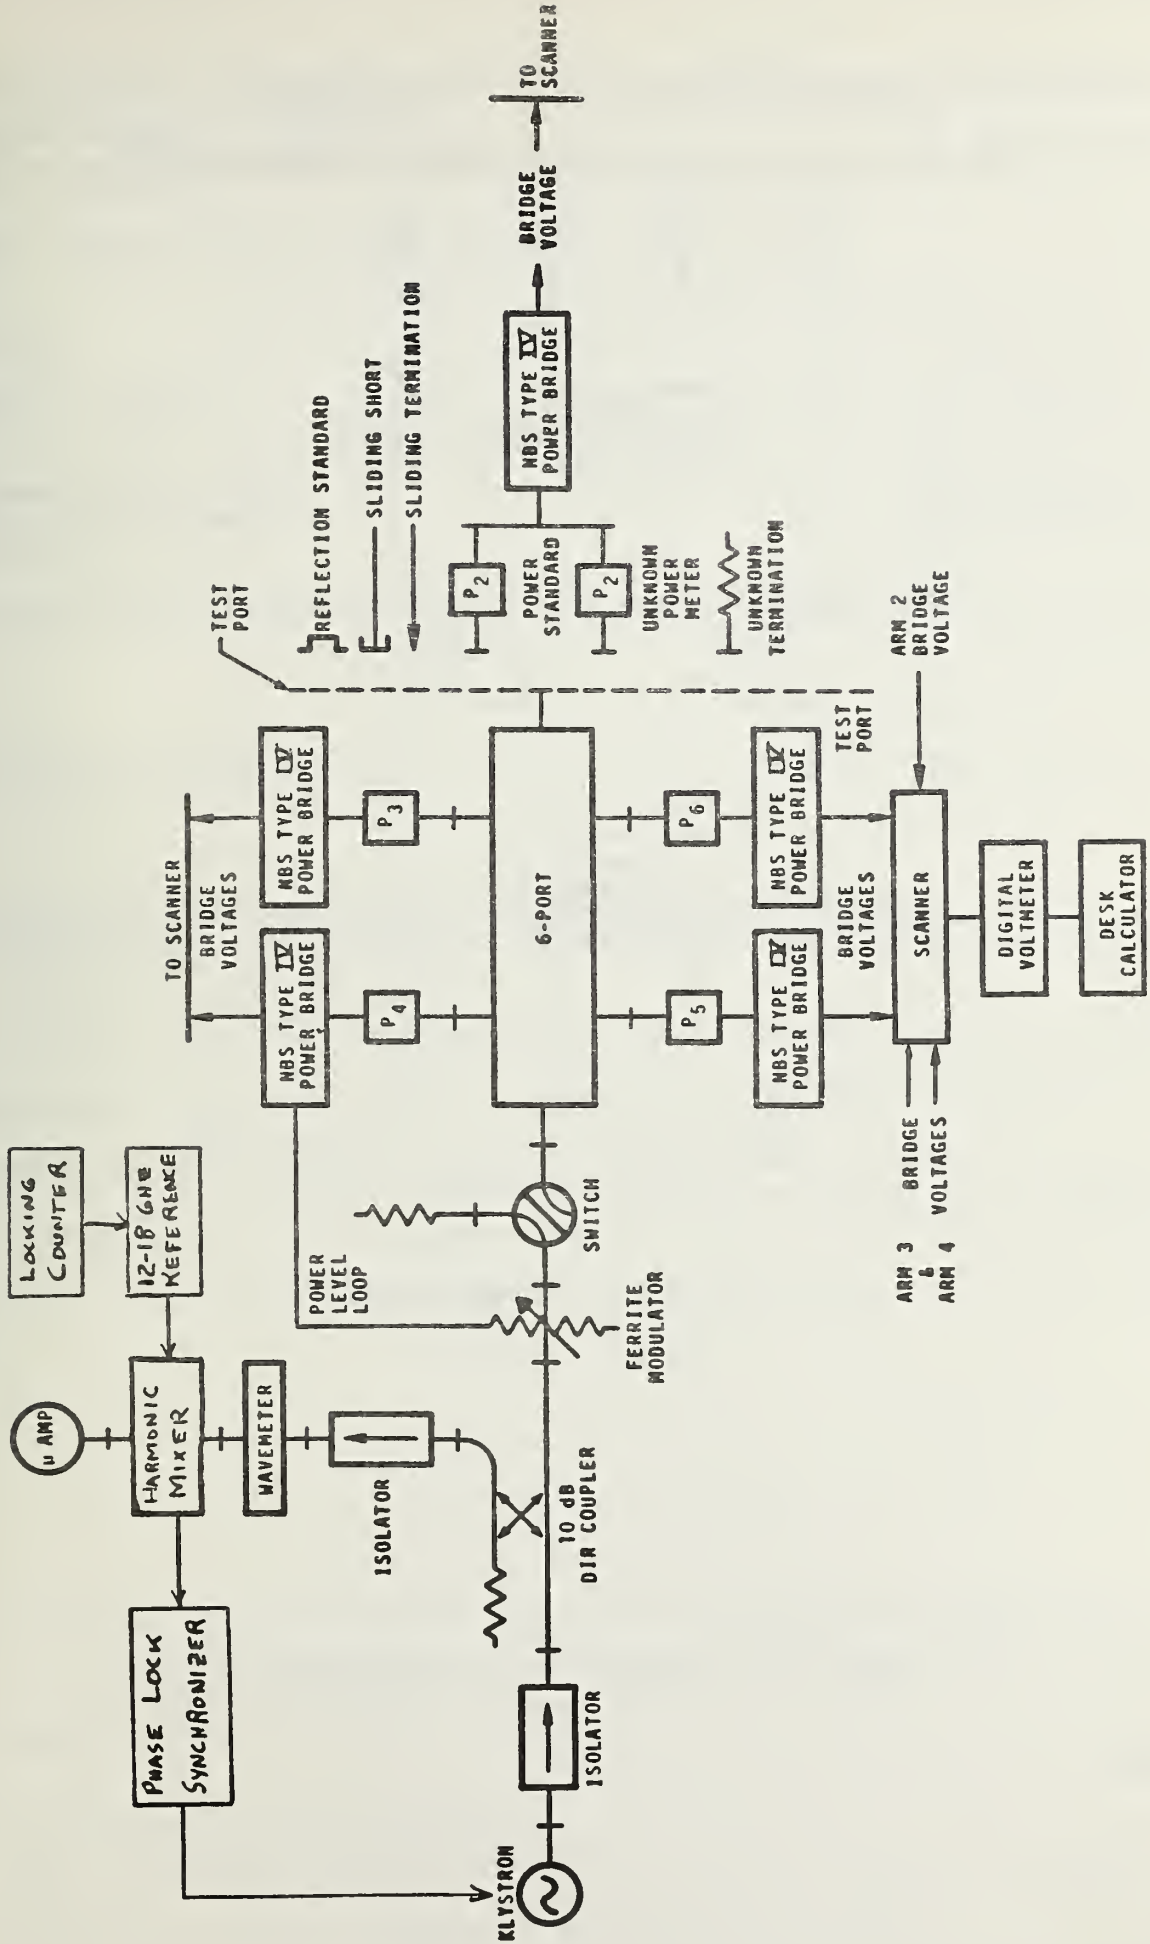 LOCKING
COUNTER
12-18 GHz
REFERENCE
µ AMP
HARMONIC
MIXER
PHASE LOCK
SYNCHRONIZER
WAVEMETER
ISOLATOR
KLYSTRON
ISOLATOR
10 dB
DIR COUPLER
POWER
LEVEL
LOOP
FERRITE
MODULATOR
SWITCH
TO SCANNER
BRIDGE
VOLTAGES
NBS TYPE IV
POWER BRIDGE
NBS TYPE IV
POWER BRIDGE
P4
P3
6-PORT
P5
P6
NBS TYPE IV
POWER BRIDGE
NBS TYPE IV
POWER BRIDGE
BRIDGE
VOLTAGES
TEST
PORT
TEST
PORT
REFLECTION STANDARD
SLIDING SHORT
SLIDING TERMINATION
P2
POWER
STANDARD
P2
UNKNOWN
POWER
METER
UNKNOWN
TERMINATION
NBS TYPE IV
POWER BRIDGE
BRIDGE
VOLTAGE
TO
SCANNER
ARM 3
&
ARM 4
BRIDGE
VOLTAGES
SCANNER
ARM 2
BRIDGE
VOLTAGE
DIGITAL
VOLTMETER
DESK
CALCULATOR